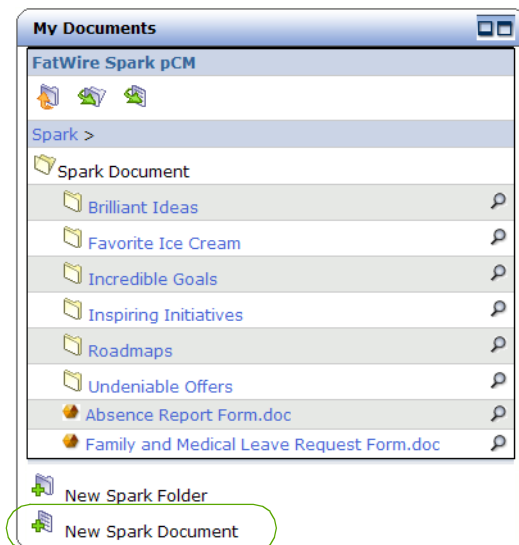 My Documents
FatWire Spark pCM
Spark >
Spark Document
Brilliant Ideas
Favorite Ice Cream
Incredible Goals
Inspiring Initiatives
Roadmaps
Undeniable Offers
Absence Report Form.doc
Family and Medical Leave Request Form.doc
New Spark Folder
New Spark Document